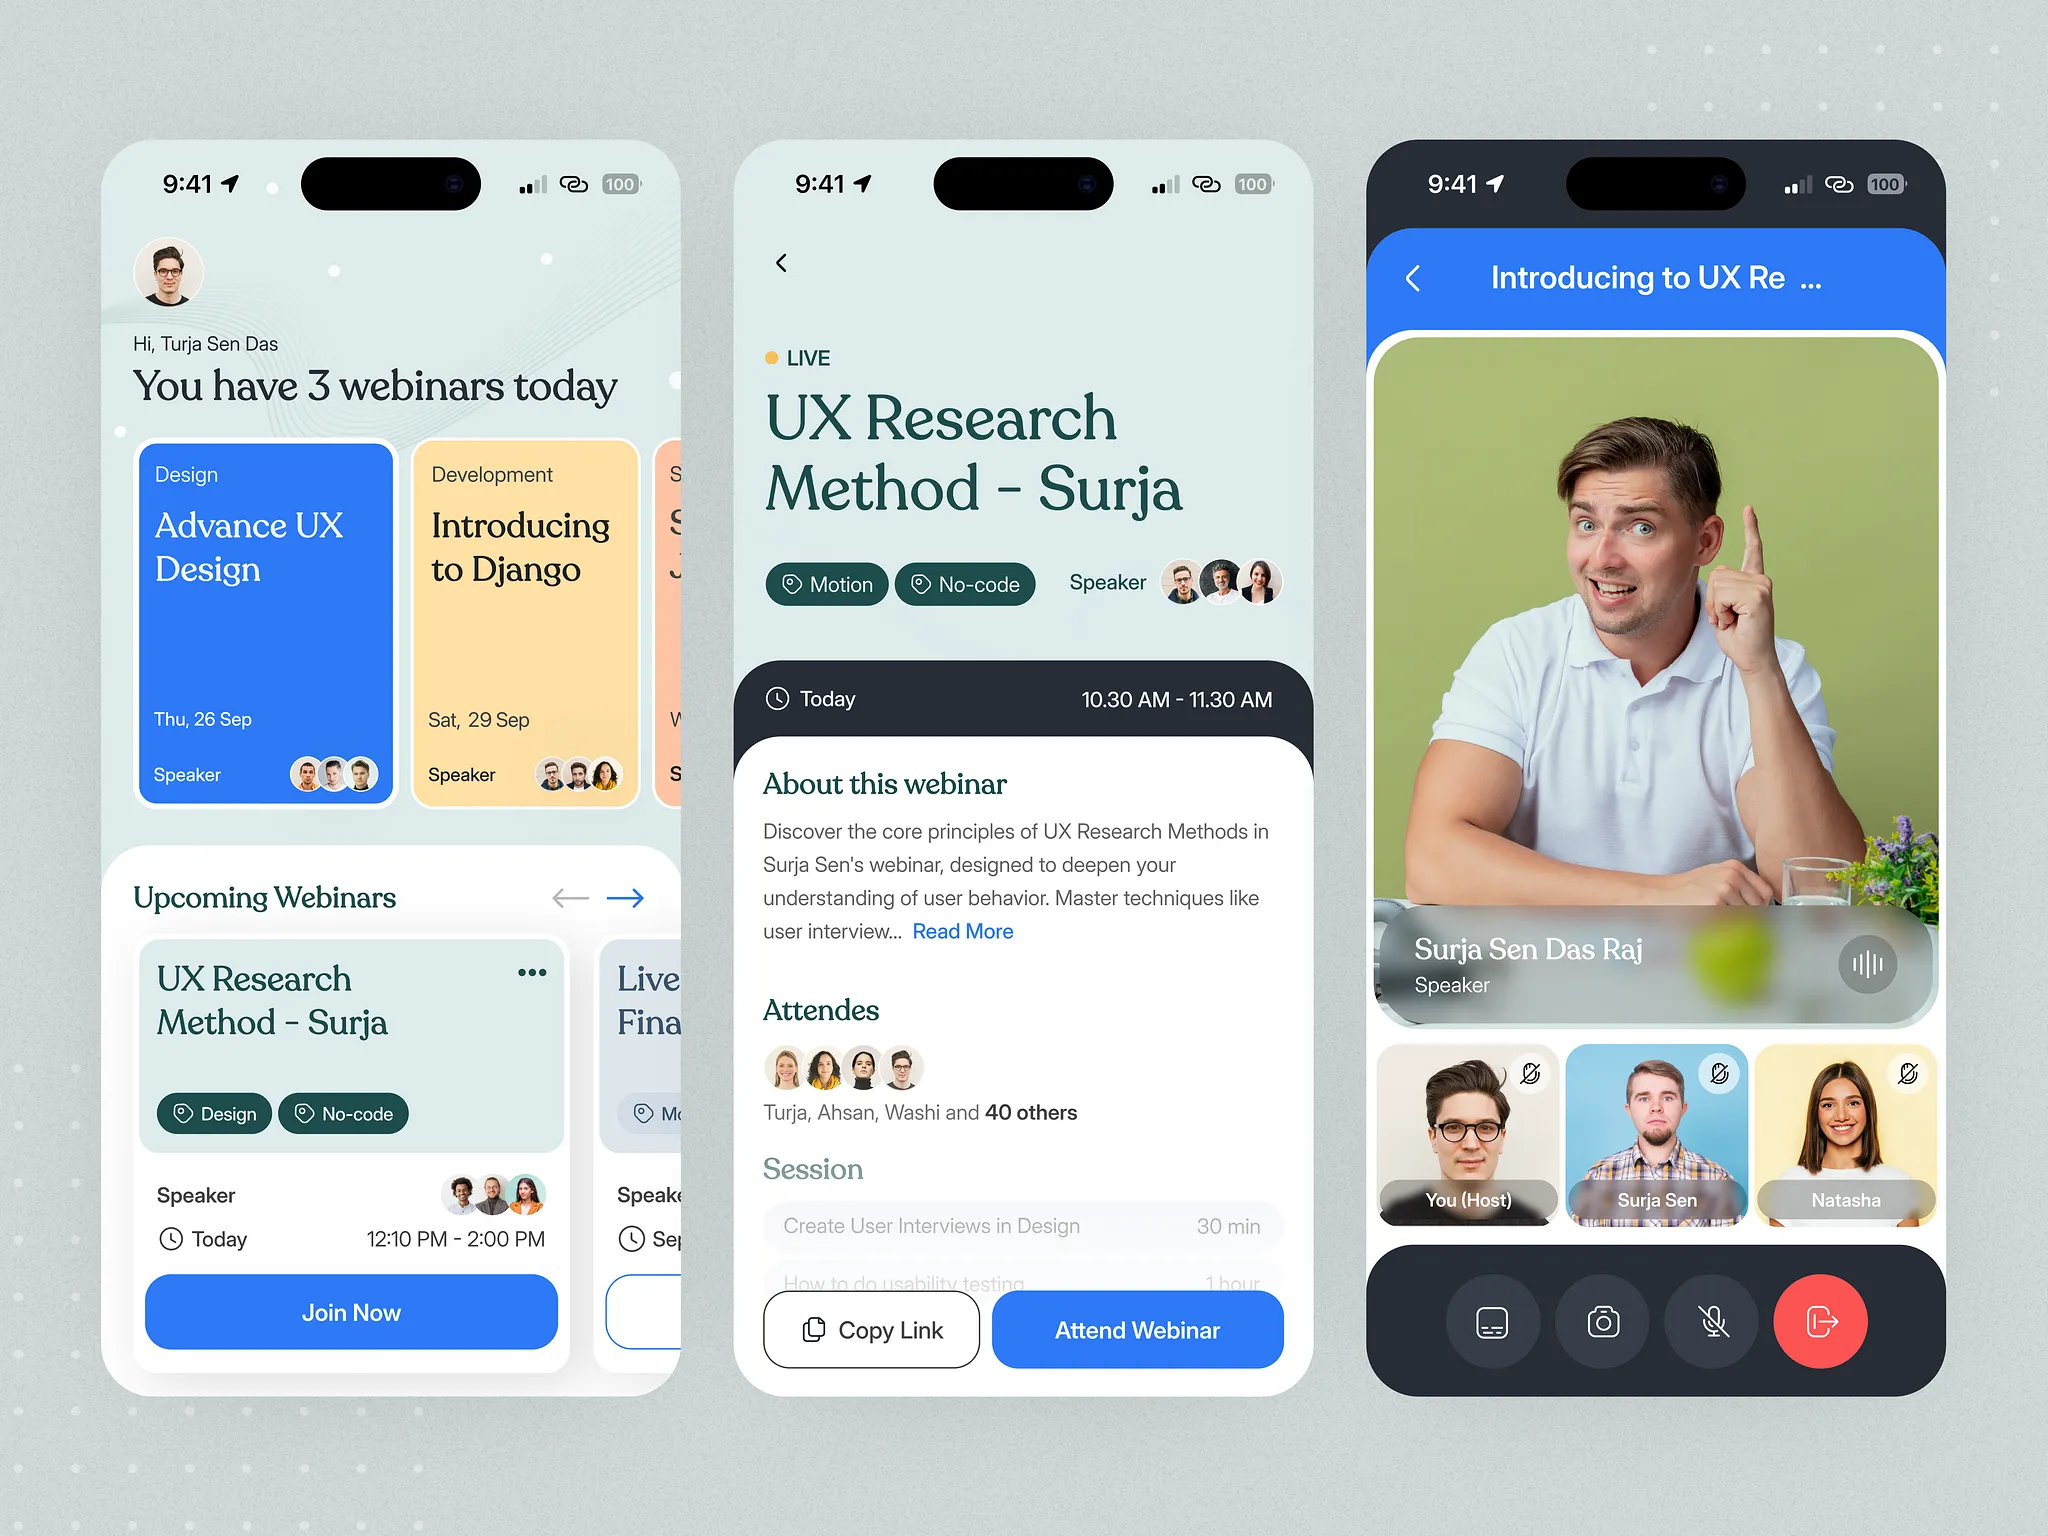 9:41
100
Hi, Turja Sen Das
You have 3 webinars today
Design
Advance UX
Design
Thu, 26 Sep
Speaker
Development
Introducing
to Django
Sat, 29 Sep
Speaker
S
S
J
W
S
Upcoming Webinars
UX Research
Method - Surja
Design
No-code
Speaker
Today
12:10 PM - 2:00 PM
Join Now
Live
Fina
Mo
Speake
Sep
9:41
100
LIVE
UX Research
Method - Surja
Motion
No-code
Speaker
Today
10.30 AM - 11.30 AM
About this webinar
Discover the core principles of UX Research Methods in
Surja Sen's webinar, designed to deepen your
understanding of user behavior. Master techniques like
user interview... Read More
Attendes
Turja, Ahsan, Washi and 40 others
Session
Create User Interviews in Design
30 min
How to do usability testing
1 hour
Copy Link
Attend Webinar
9:41
100
Introducing to UX Re ...
Surja Sen Das Raj
Speaker
You (Host)
Surja Sen
Natasha